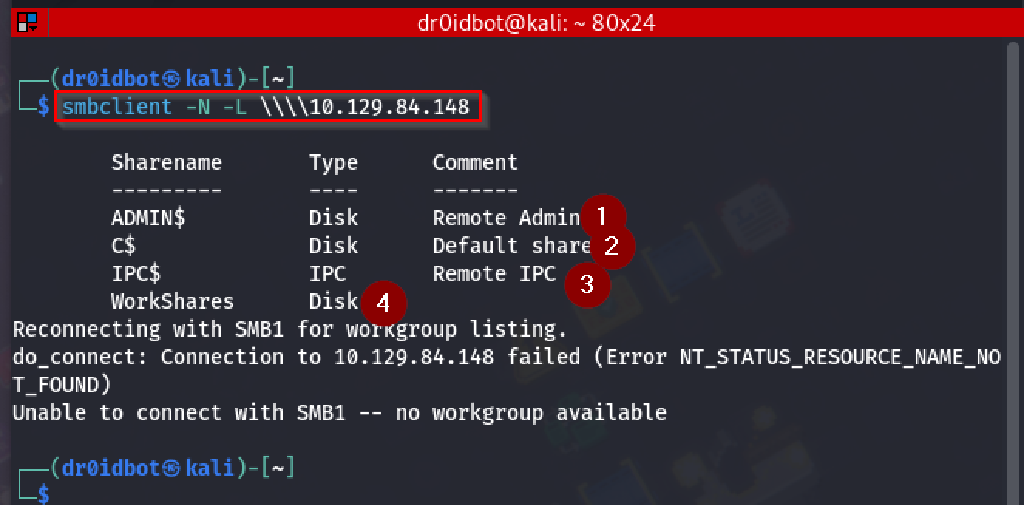 dr0idbot@kali: ~ 80x24
┌──(dr0idbot㉿kali)-[~]
└─$ smbclient -N -L \\\\10.129.84.148
Sharename Type Comment
--------- ---- -------
ADMIN$ Disk Remote Admin 1
C$ Disk Default share 2
IPC$ IPC Remote IPC 3
WorkShares Disk 4
Reconnecting with SMB1 for workgroup listing.
do_connect: Connection to 10.129.84.148 failed (Error NT_STATUS_RESOURCE_NAME_NO
T_FOUND)
Unable to connect with SMB1 -- no workgroup available
┌──(dr0idbot㉿kali)-[~]
└─$